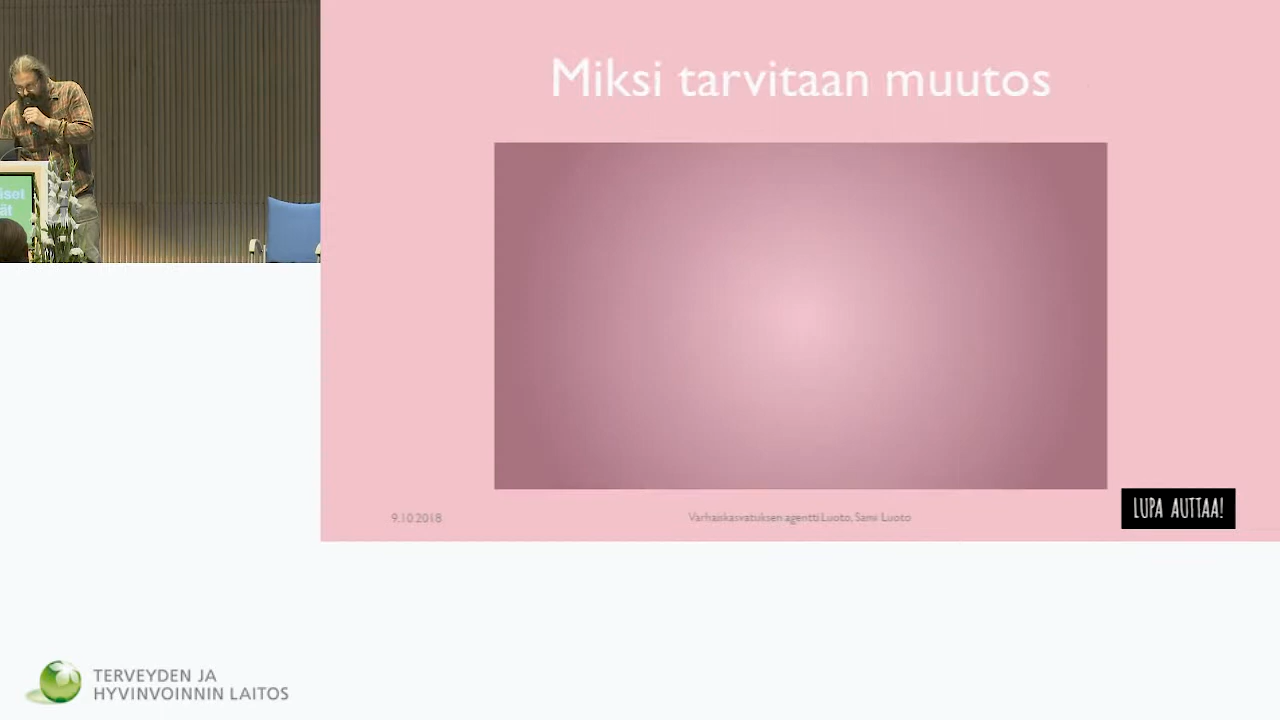 Miksi tarvitaan muutos
9.10.2018
Varhaiskasvatuksen agentti Luoto, Sami Luoto
LUPA AUTTAA!
TERVEYDEN JA
HYVINVOINNIN LAITOS